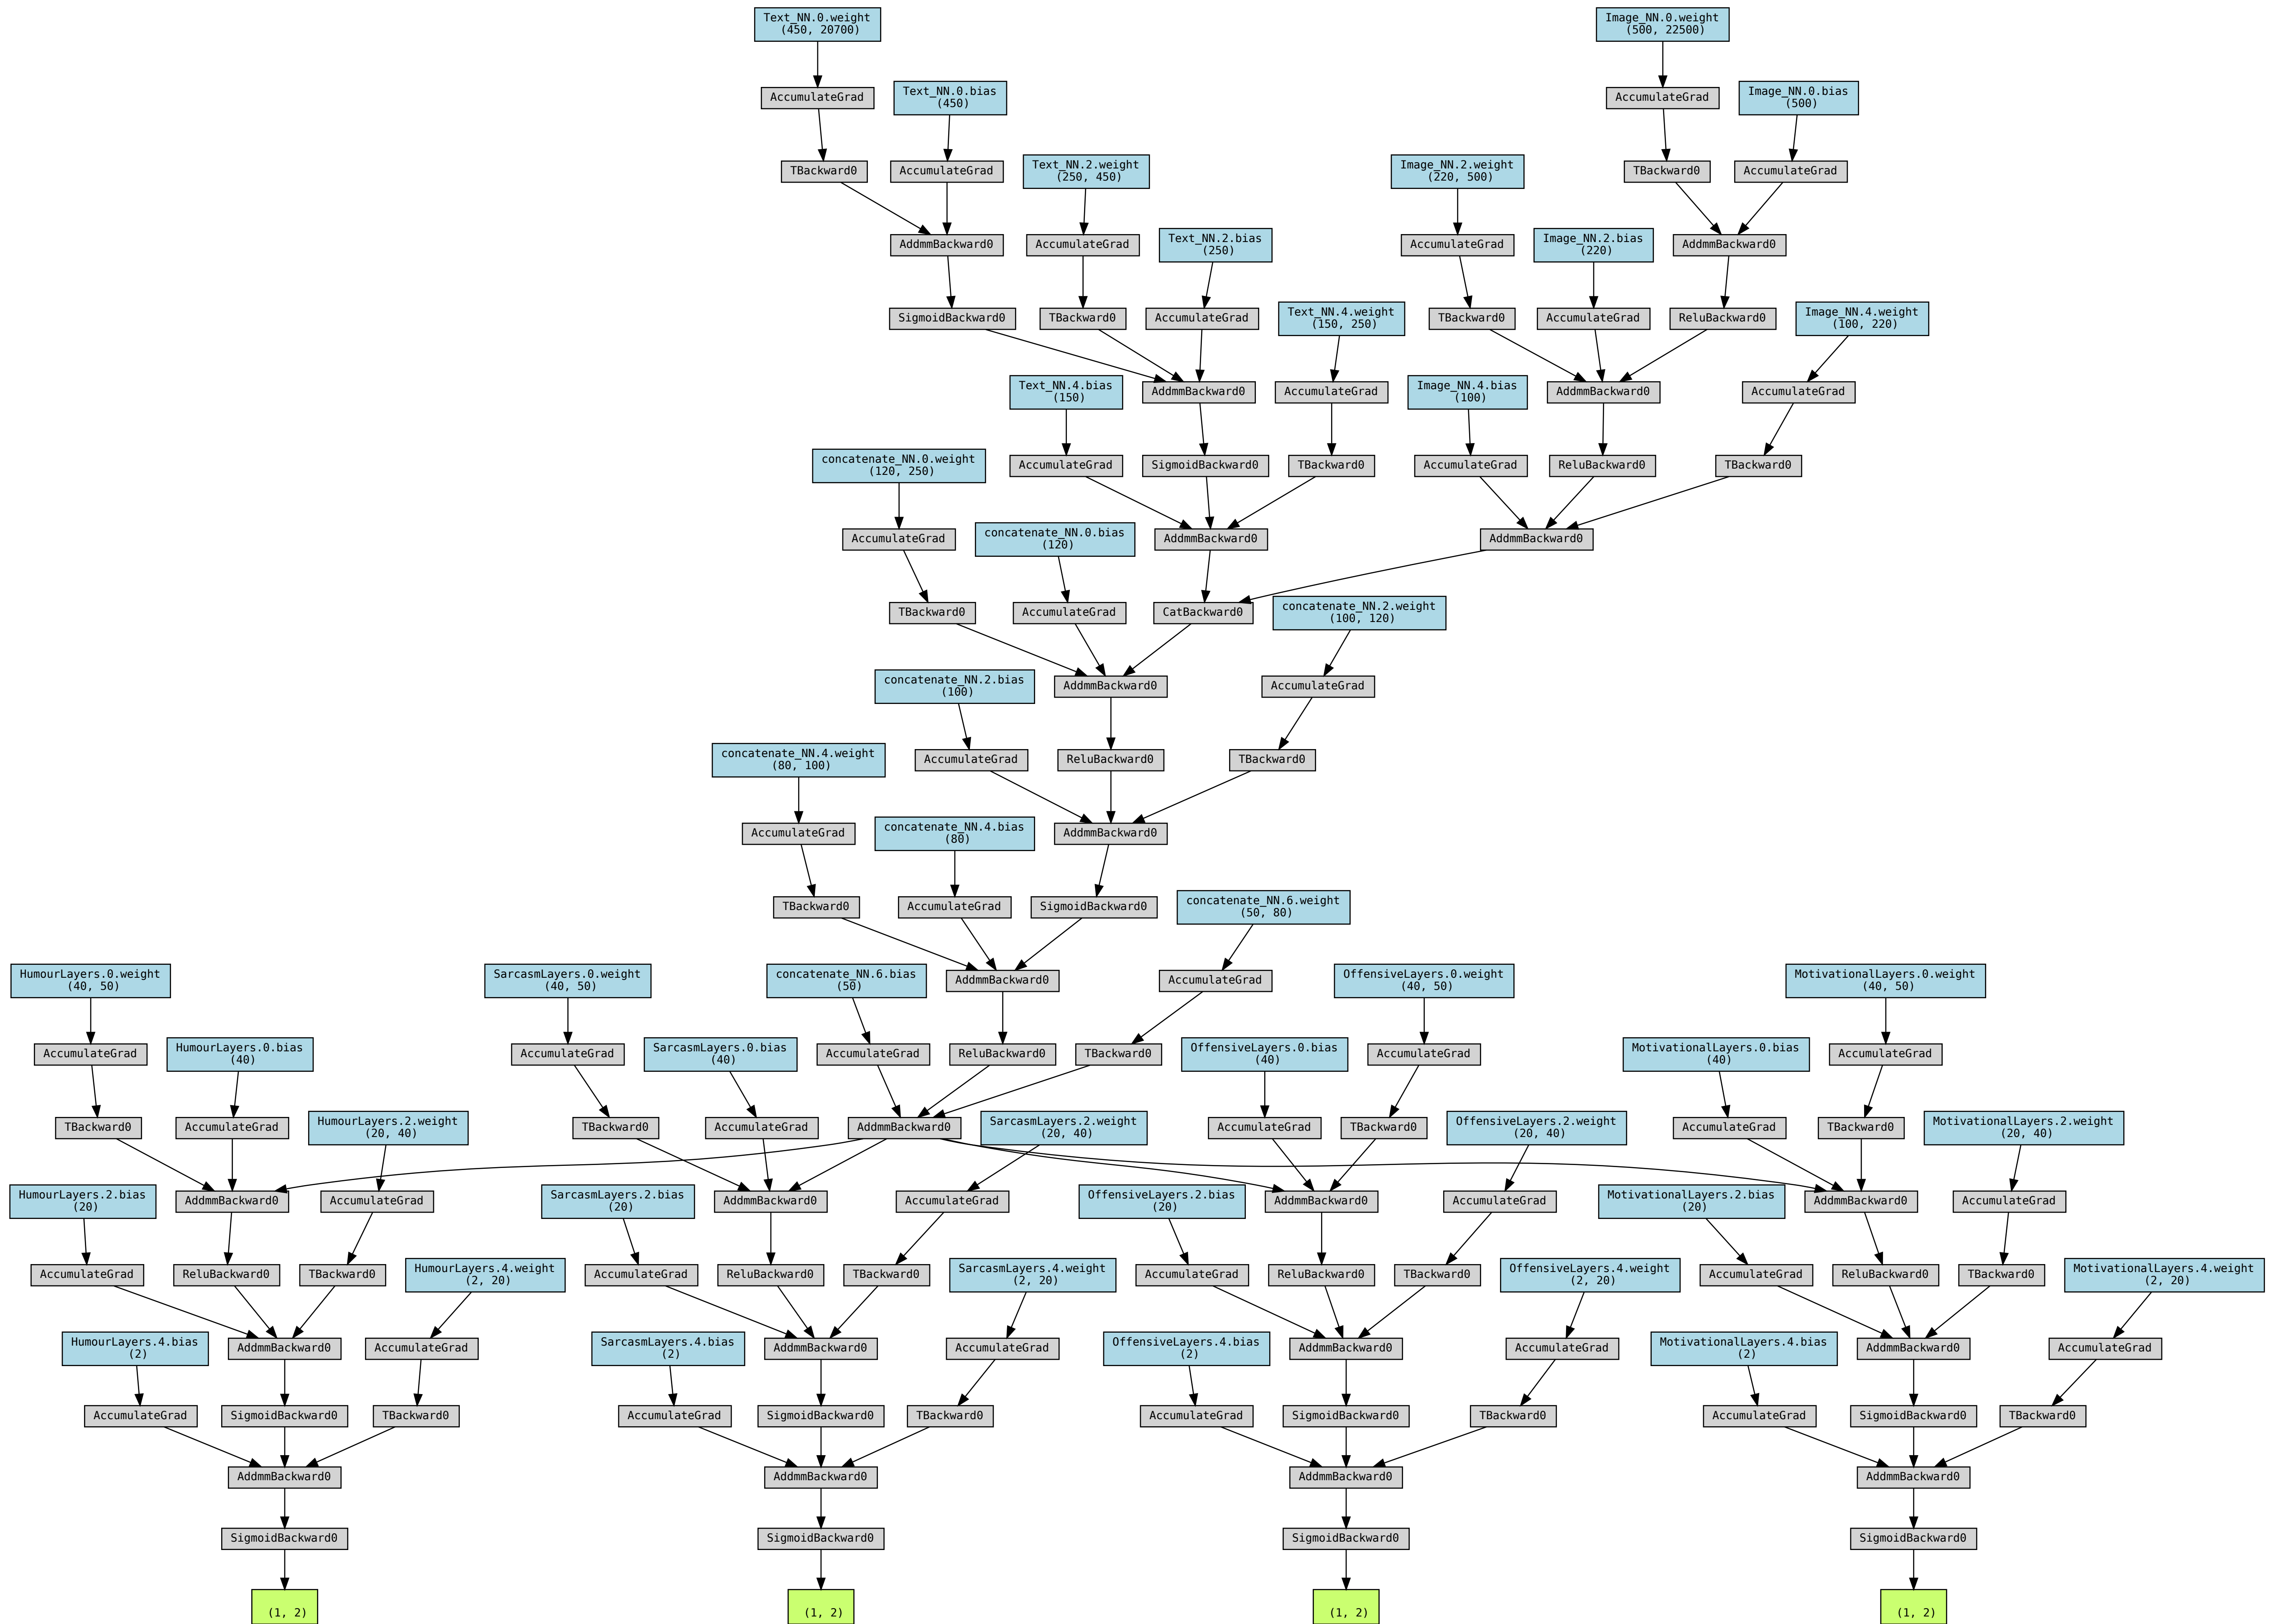 Text_NN.0.weight
(450, 20700)
Image_NN.0.weight
(500, 22500)
AccumulateGrad
Text_NN.0.bias
(450)
AccumulateGrad
Image_NN.0.bias
(500)
TBackward0
AccumulateGrad
Text_NN.2.weight
(250, 450)
Image_NN.2.weight
(220, 500)
TBackward0
AccumulateGrad
AddmmBackward0
AccumulateGrad
Text_NN.2.bias
(250)
AccumulateGrad
Image_NN.2.bias
(220)
AddmmBackward0
SigmoidBackward0
TBackward0
AccumulateGrad
Text_NN.4.weight
(150, 250)
TBackward0
AccumulateGrad
ReluBackward0
Image_NN.4.weight
(100, 220)
Text_NN.4.bias
(150)
AddmmBackward0
AccumulateGrad
Image_NN.4.bias
(100)
AddmmBackward0
AccumulateGrad
concatenate_NN.0.weight
(120, 250)
AccumulateGrad
SigmoidBackward0
TBackward0
AccumulateGrad
ReluBackward0
TBackward0
AccumulateGrad
concatenate_NN.0.bias
(120)
AddmmBackward0
AddmmBackward0
TBackward0
AccumulateGrad
CatBackward0
concatenate_NN.2.weight
(100, 120)
concatenate_NN.2.bias
(100)
AddmmBackward0
AccumulateGrad
concatenate_NN.4.weight
(80, 100)
AccumulateGrad
ReluBackward0
TBackward0
AccumulateGrad
concatenate_NN.4.bias
(80)
AddmmBackward0
TBackward0
AccumulateGrad
SigmoidBackward0
concatenate_NN.6.weight
(50, 80)
HumourLayers.0.weight
(40, 50)
SarcasmLayers.0.weight
(40, 50)
concatenate_NN.6.bias
(50)
AddmmBackward0
AccumulateGrad
OffensiveLayers.0.weight
(40, 50)
MotivationalLayers.0.weight
(40, 50)
AccumulateGrad
HumourLayers.0.bias
(40)
AccumulateGrad
SarcasmLayers.0.bias
(40)
AccumulateGrad
ReluBackward0
TBackward0
OffensiveLayers.0.bias
(40)
AccumulateGrad
MotivationalLayers.0.bias
(40)
AccumulateGrad
TBackward0
AccumulateGrad
HumourLayers.2.weight
(20, 40)
TBackward0
AccumulateGrad
AddmmBackward0
SarcasmLayers.2.weight
(20, 40)
AccumulateGrad
TBackward0
OffensiveLayers.2.weight
(20, 40)
AccumulateGrad
TBackward0
MotivationalLayers.2.weight
(20, 40)
HumourLayers.2.bias
(20)
AddmmBackward0
AccumulateGrad
SarcasmLayers.2.bias
(20)
AddmmBackward0
AccumulateGrad
OffensiveLayers.2.bias
(20)
AddmmBackward0
AccumulateGrad
MotivationalLayers.2.bias
(20)
AddmmBackward0
AccumulateGrad
AccumulateGrad
ReluBackward0
TBackward0
HumourLayers.4.weight
(2, 20)
AccumulateGrad
ReluBackward0
TBackward0
SarcasmLayers.4.weight
(2, 20)
AccumulateGrad
ReluBackward0
TBackward0
OffensiveLayers.4.weight
(2, 20)
AccumulateGrad
ReluBackward0
TBackward0
MotivationalLayers.4.weight
(2, 20)
HumourLayers.4.bias
(2)
AddmmBackward0
AccumulateGrad
SarcasmLayers.4.bias
(2)
AddmmBackward0
AccumulateGrad
OffensiveLayers.4.bias
(2)
AddmmBackward0
AccumulateGrad
MotivationalLayers.4.bias
(2)
AddmmBackward0
AccumulateGrad
AccumulateGrad
SigmoidBackward0
TBackward0
AccumulateGrad
SigmoidBackward0
TBackward0
AccumulateGrad
SigmoidBackward0
TBackward0
AccumulateGrad
SigmoidBackward0
TBackward0
AddmmBackward0
AddmmBackward0
AddmmBackward0
AddmmBackward0
SigmoidBackward0
SigmoidBackward0
SigmoidBackward0
SigmoidBackward0
(1, 2)
(1, 2)
(1, 2)
(1, 2)